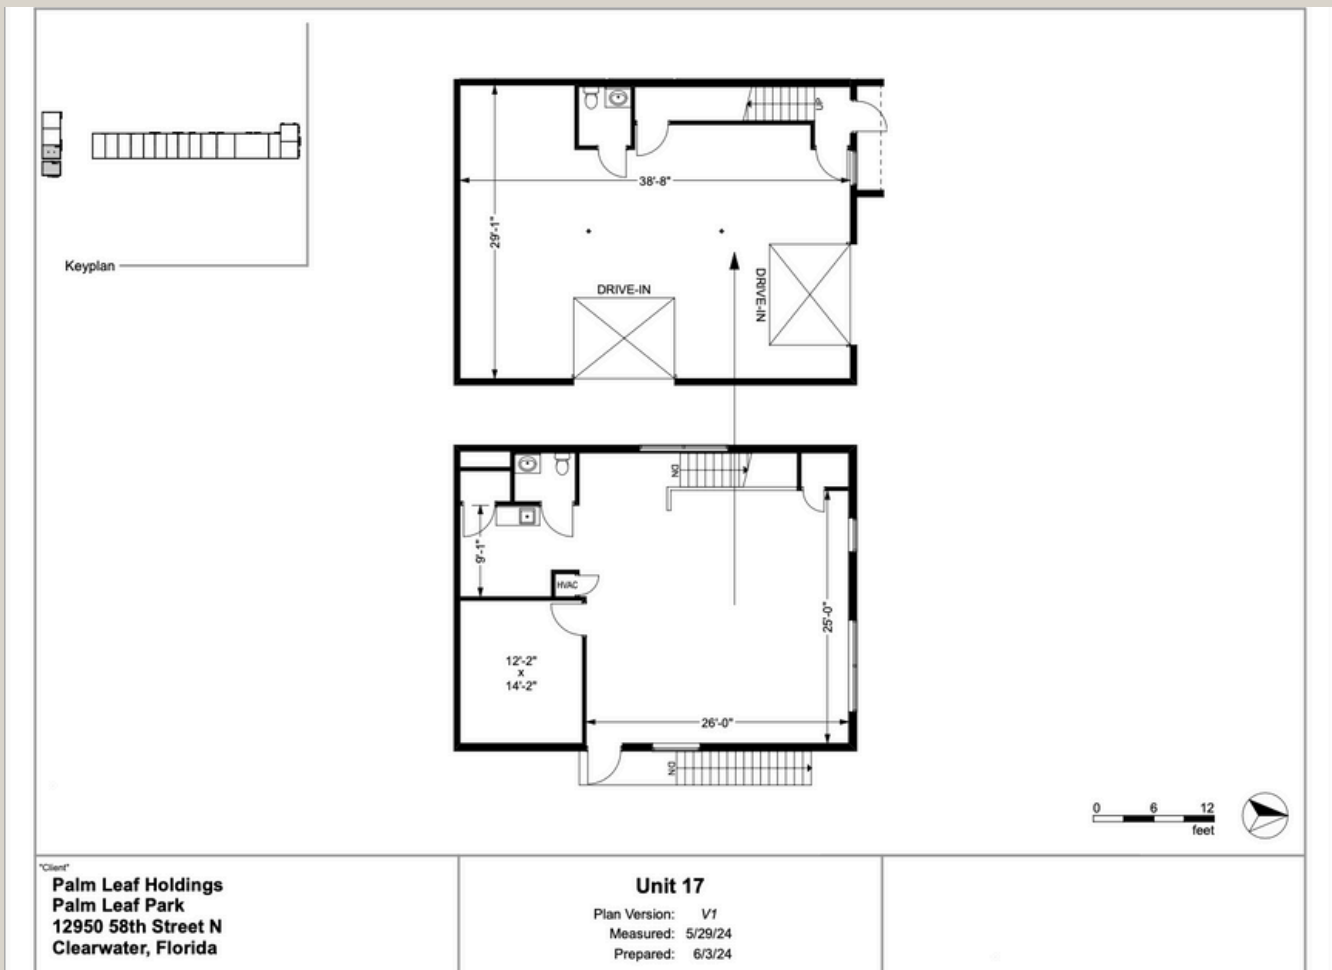 Keyplan
UP
38'-8"
29'-1"
DRIVE-IN
DRIVE-IN
DN
9'-1"
HVAC
25'-0"
12'-2"
x
14'-2"
26'-0"
DN
0 6 12
feet
"Client"
Palm Leaf Holdings
Palm Leaf Park
12950 58th Street N
Clearwater, Florida
Unit 17
Plan Version: V1
Measured: 5/29/24
Prepared: 6/3/24